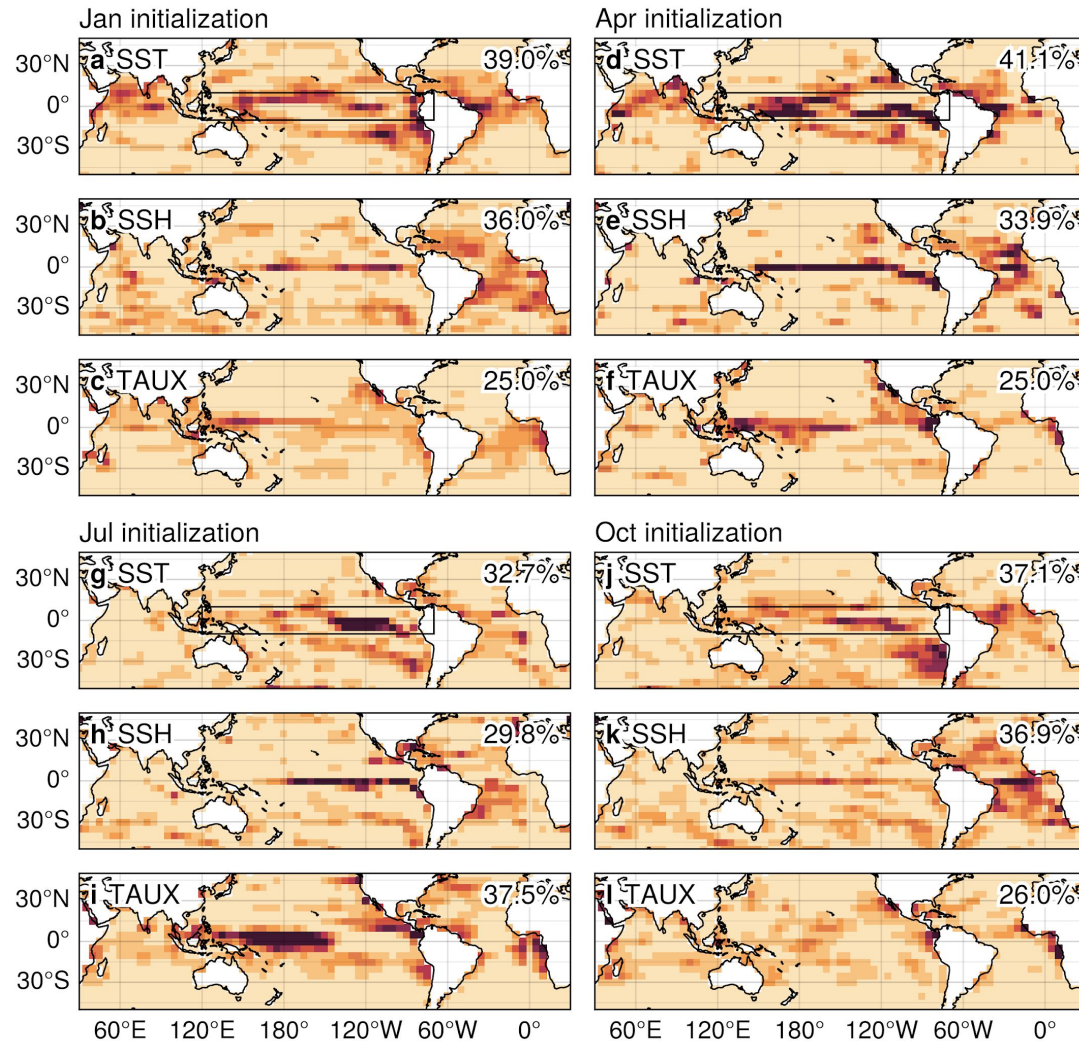 Jan initialization
Apr initialization
30°N
0°
30°S
a SST
39.0%
d SST
41.1%
30°N
0°
30°S
b SSH
36.0%
e SSH
33.9%
30°N
0°
30°S
c TAUX
25.0%
f TAUX
25.0%
Jul initialization
Oct initialization
30°N
0°
30°S
g SST
32.7%
j SST
37.1%
30°N
0°
30°S
h SSH
29.8%
k SSH
36.9%
30°N
0°
30°S
i TAUX
37.5%
l TAUX
26.0%
60°E 120°E 180° 120°W 60°W 0°
60°E 120°E 180° 120°W 60°W 0°